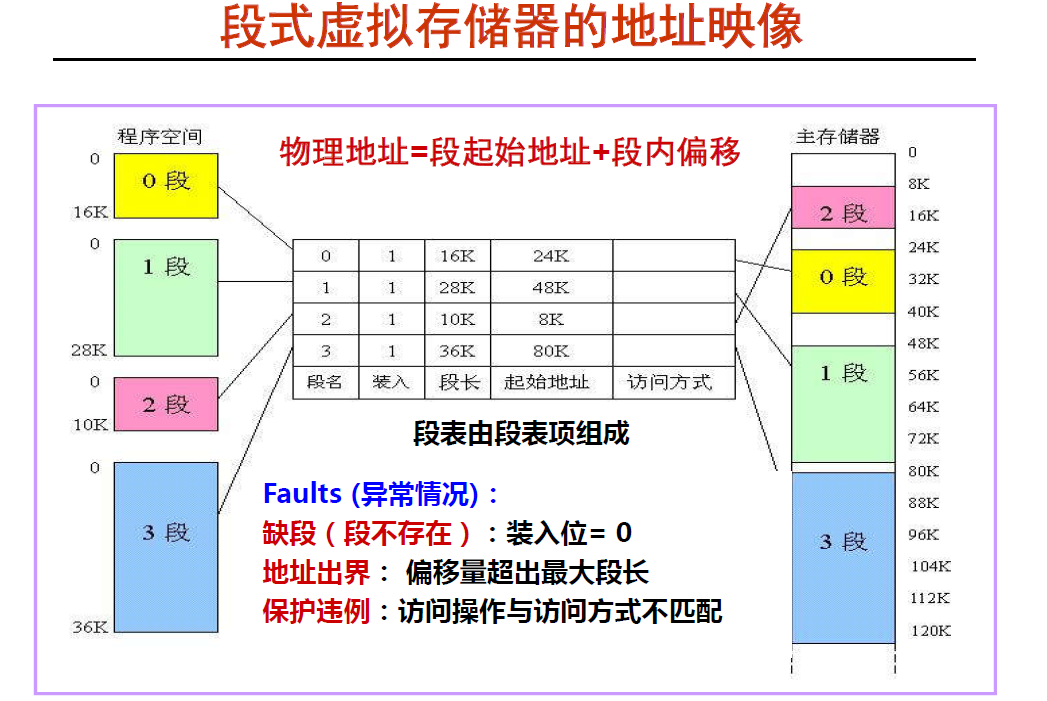 段式虚拟存储器的地址映像
程序空间
0
0 段
16K
0
1 段
28K
0
2 段
10K
0
3 段
36K
物理地址=段起始地址+段内偏移
0 1 16K 24K
1 1 28K 48K
2 1 10K 8K
3 1 36K 80K
段名 装入 段长 起始地址 访问方式
段表由段表项组成
Faults (异常情况)：
缺段（段不存在）：装入位= 0
地址出界： 偏移量超出最大段长
保护违例：访问操作与访问方式不匹配
主存储器
2 段
0 段
1 段
3 段
0
8K
16K
24K
32K
40K
48K
56K
64K
72K
80K
88K
96K
104K
112K
120K